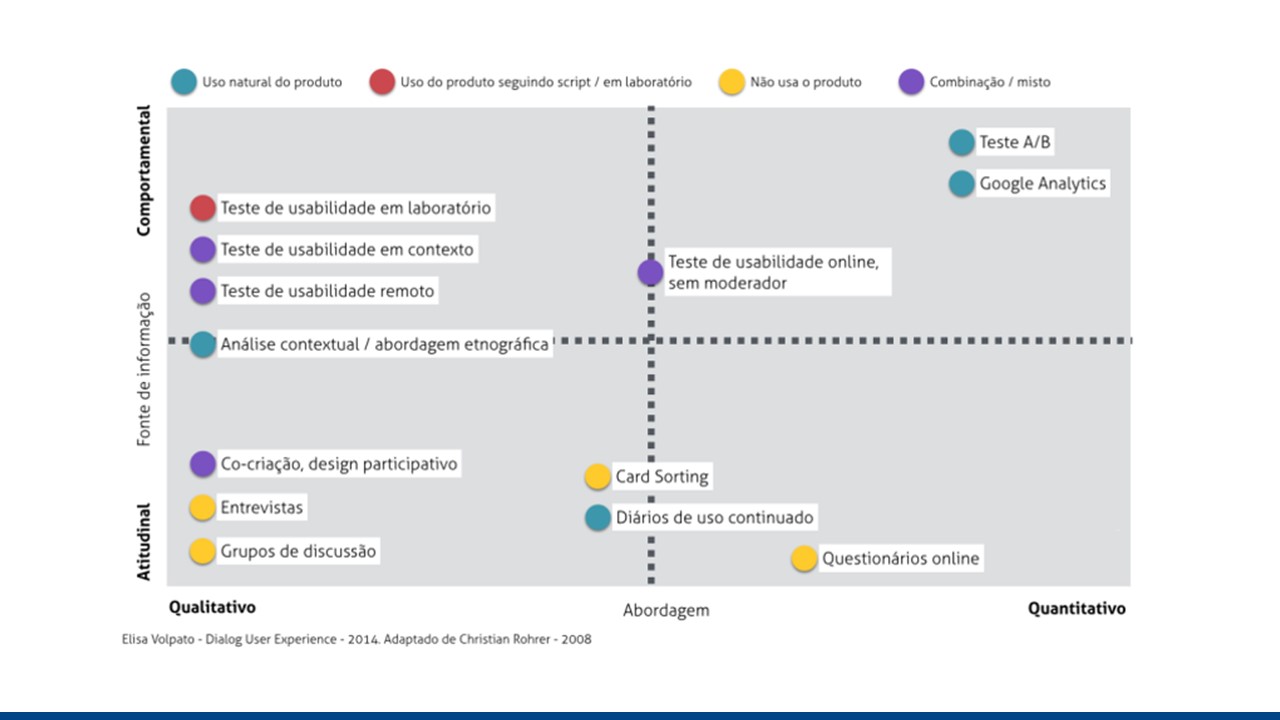 Uso natural do produto
Uso do produto seguindo script / em laboratório
Não usa o produto
Combinação / misto
Comportamental
Fonte de informação
Atitudinal
Teste A/B
Google Analytics
Teste de usabilidade em laboratório
Teste de usabilidade em contexto
Teste de usabilidade online,
sem moderador
Teste de usabilidade remoto
Análise contextual / abordagem etnográfica
Co-criação, design participativo
Card Sorting
Entrevistas
Diários de uso continuado
Grupos de discussão
Questionários online
Qualitativo
Abordagem
Quantitativo
Elisa Volpato - Dialog User Experience - 2014. Adaptado de Christian Rohrer - 2008